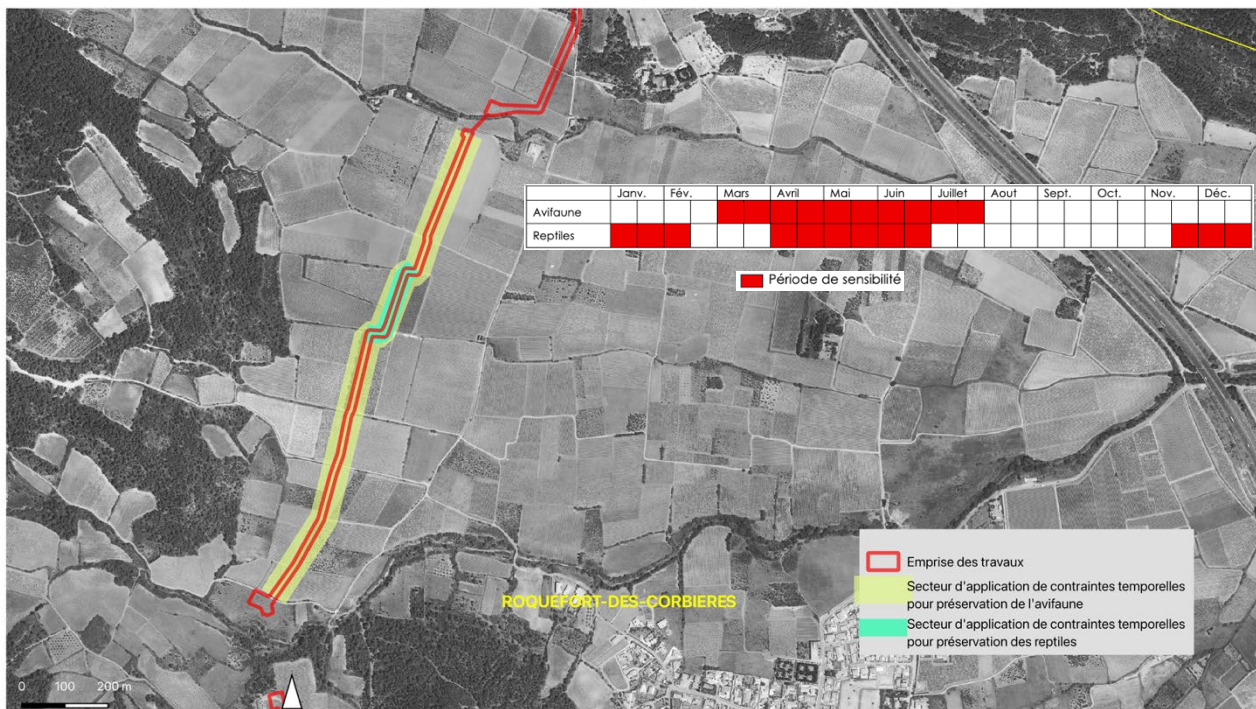 Janv. Fév. Mars Avril Mai Juin Juillet Aout Sept. Oct. Nov. Déc.
Avifaune
Reptiles
Période de sensibilité
Emprise des travaux
Secteur d'application de contraintes temporelles
pour préservation de l'avifaune
Secteur d'application de contraintes temporelles
pour préservation des reptiles
ROQUEFORT-DES-CORBIERES
0 100 200 m